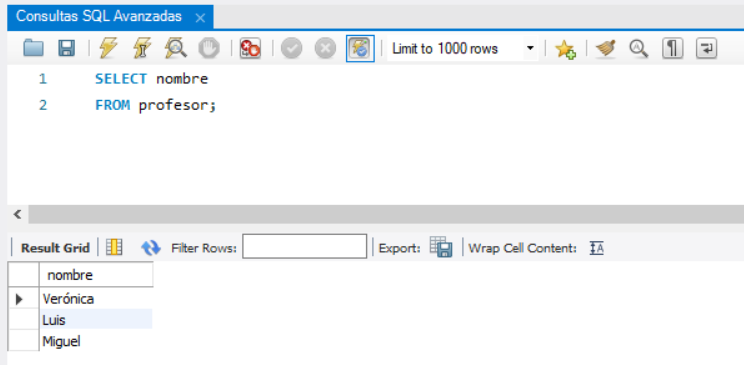 Consultas SQL Avanzadas
Limit to 1000 rows
1 SELECT nombre
2 FROM profesor;
Result Grid Filter Rows: Export: Wrap Cell Content: IA
nombre
Verónica
Luis
Miguel